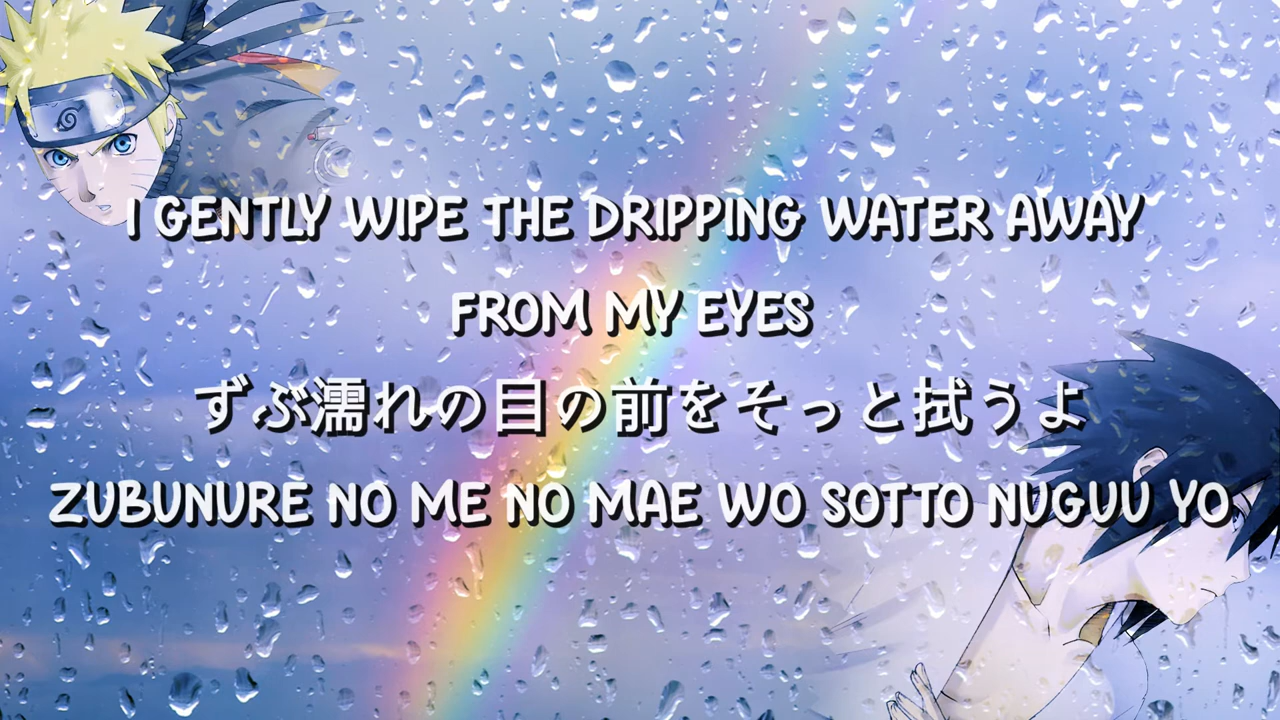 I GENTLY WIPE THE DRIPPING WATER AWAY
FROM MY EYES
ずぶ濡れの目の前をそっと拭うよ
ZUBUNURE NO ME NO MAE WO SOTTO NUGUU YO